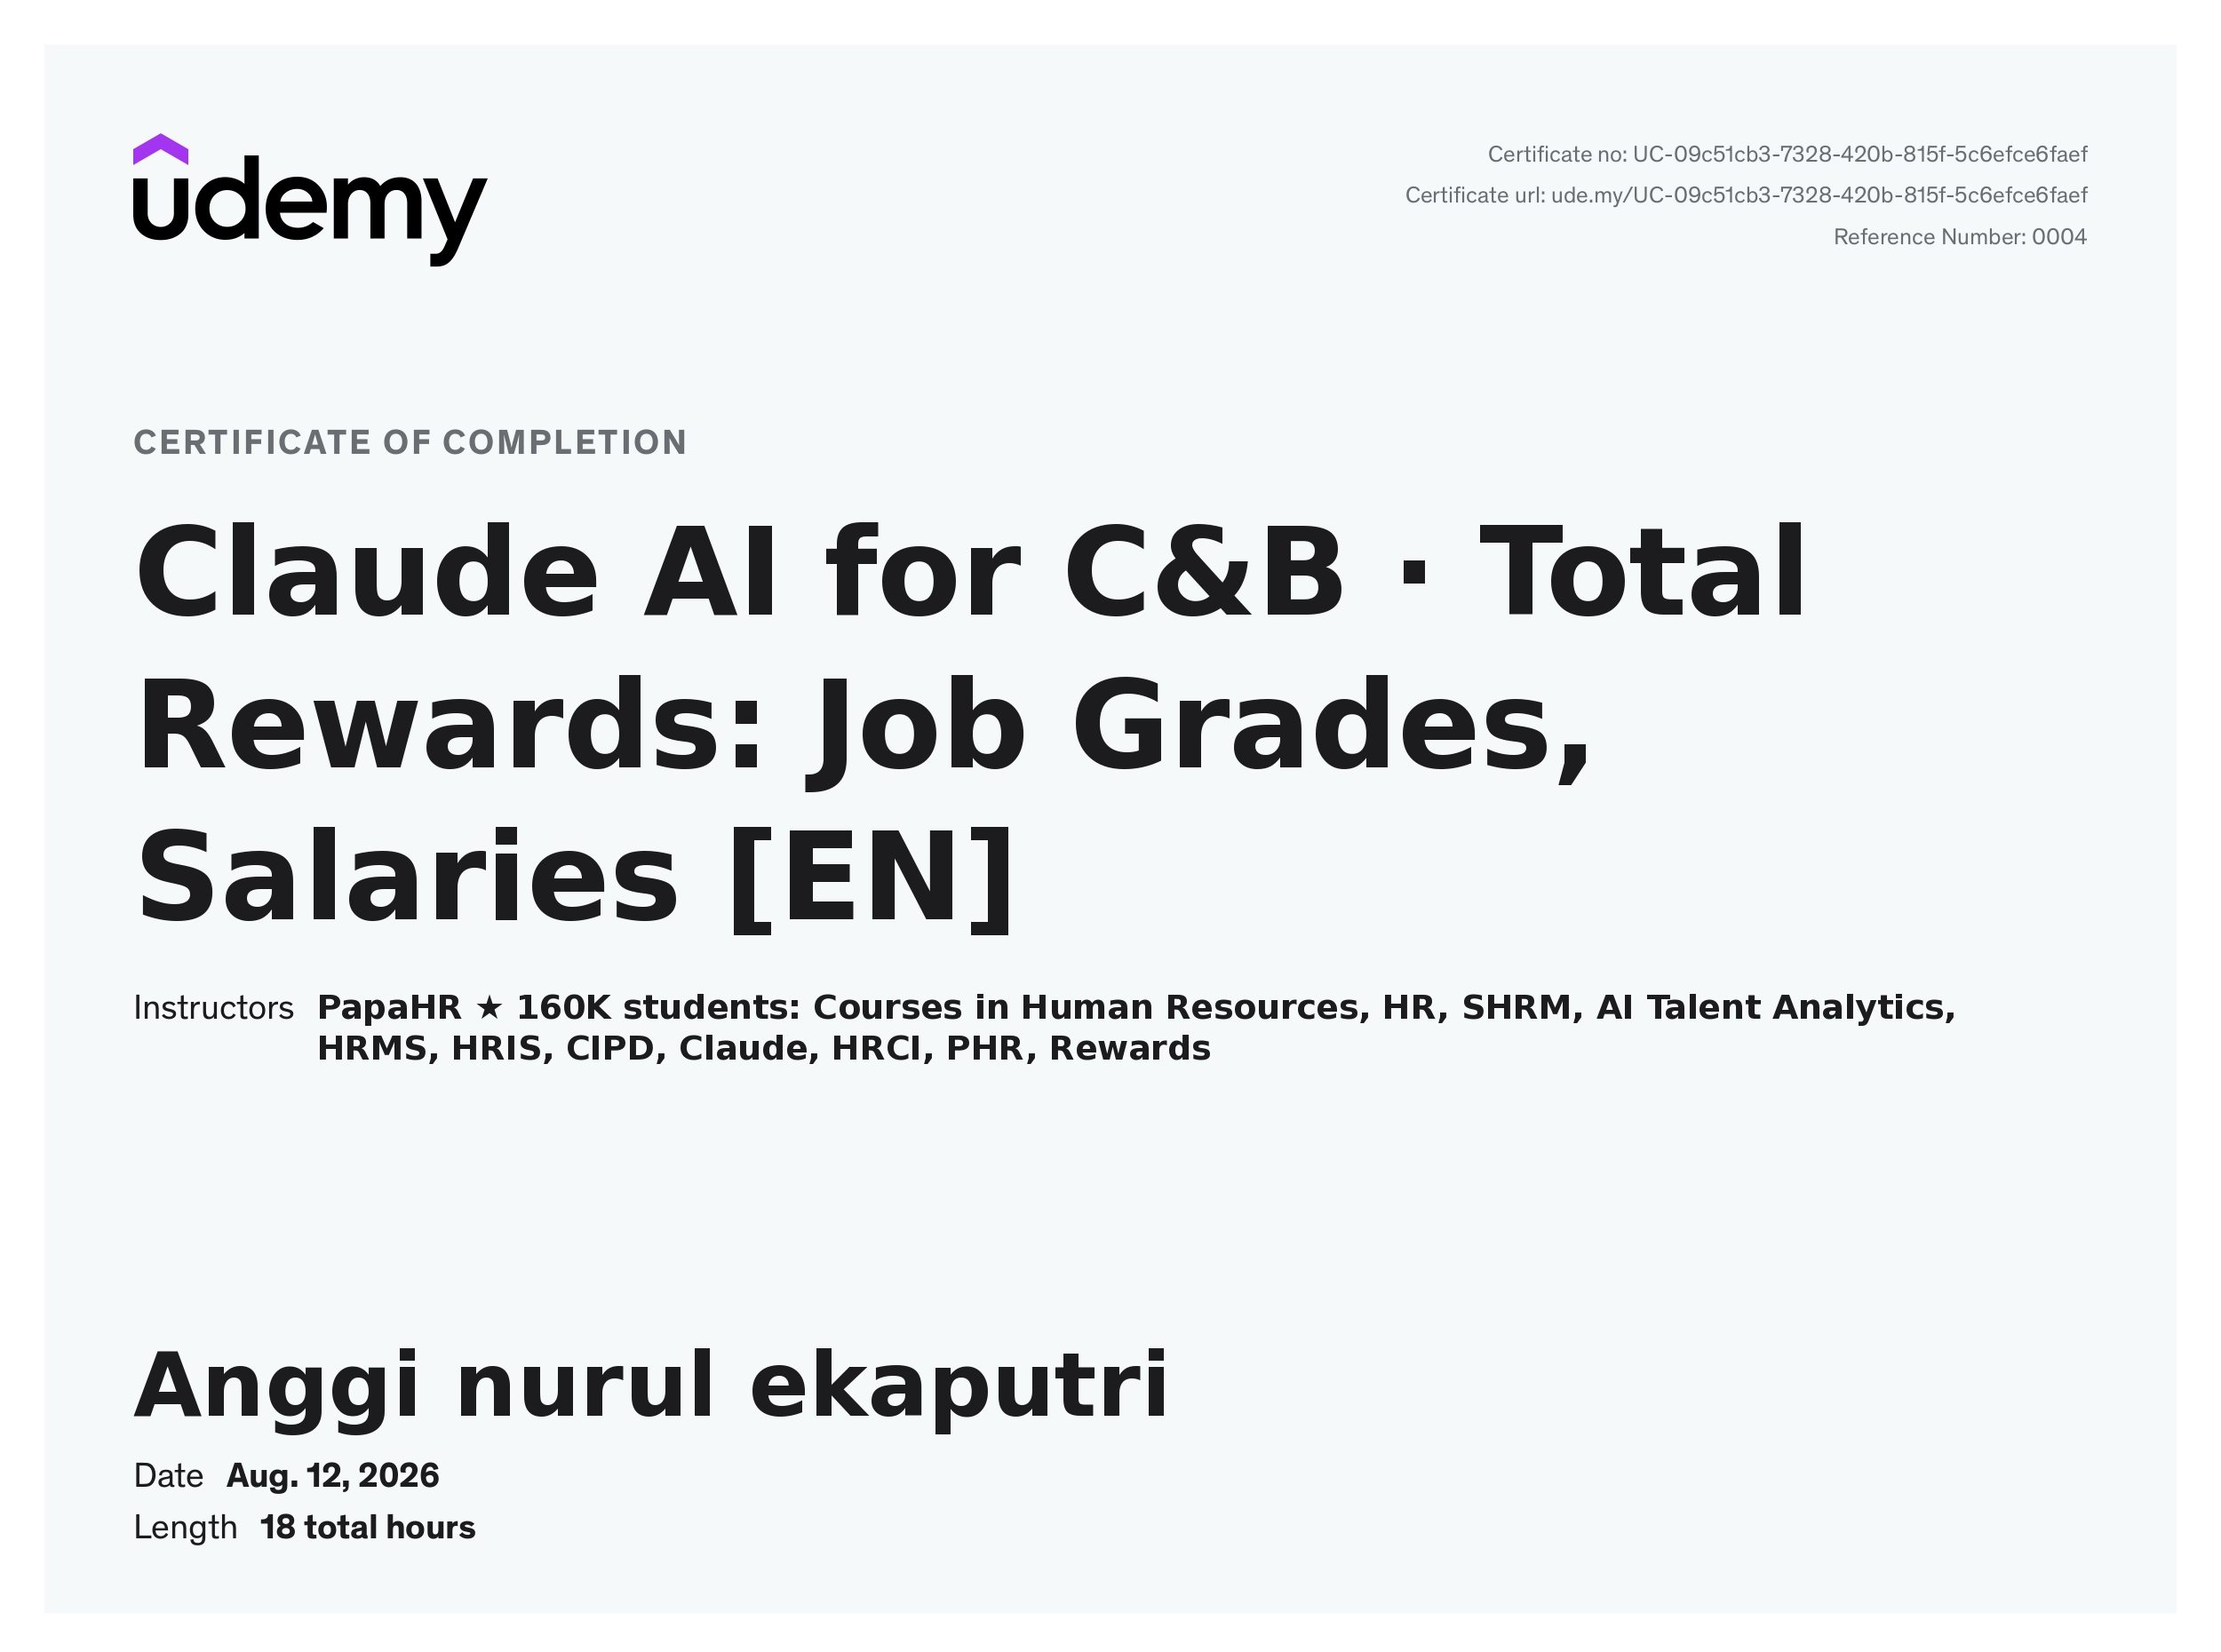 udemy
Certificate no: UC-09c51cb3-7328-420b-815f-5c6efce6faef
Certificate url: ude.my/UC-09c51cb3-7328-420b-815f-5c6efce6faef
Reference Number: 0004
CERTIFICATE OF COMPLETION
Claude AI for C&B · Total
Rewards: Job Grades,
Salaries [EN]
Instructors PapaHR ★ 160K students: Courses in Human Resources, HR, SHRM, AI Talent Analytics,
HRMS, HRIS, CIPD, Claude, HRCI, PHR, Rewards
Anggi nurul ekaputri
Date Aug. 12, 2026
Length 18 total hours